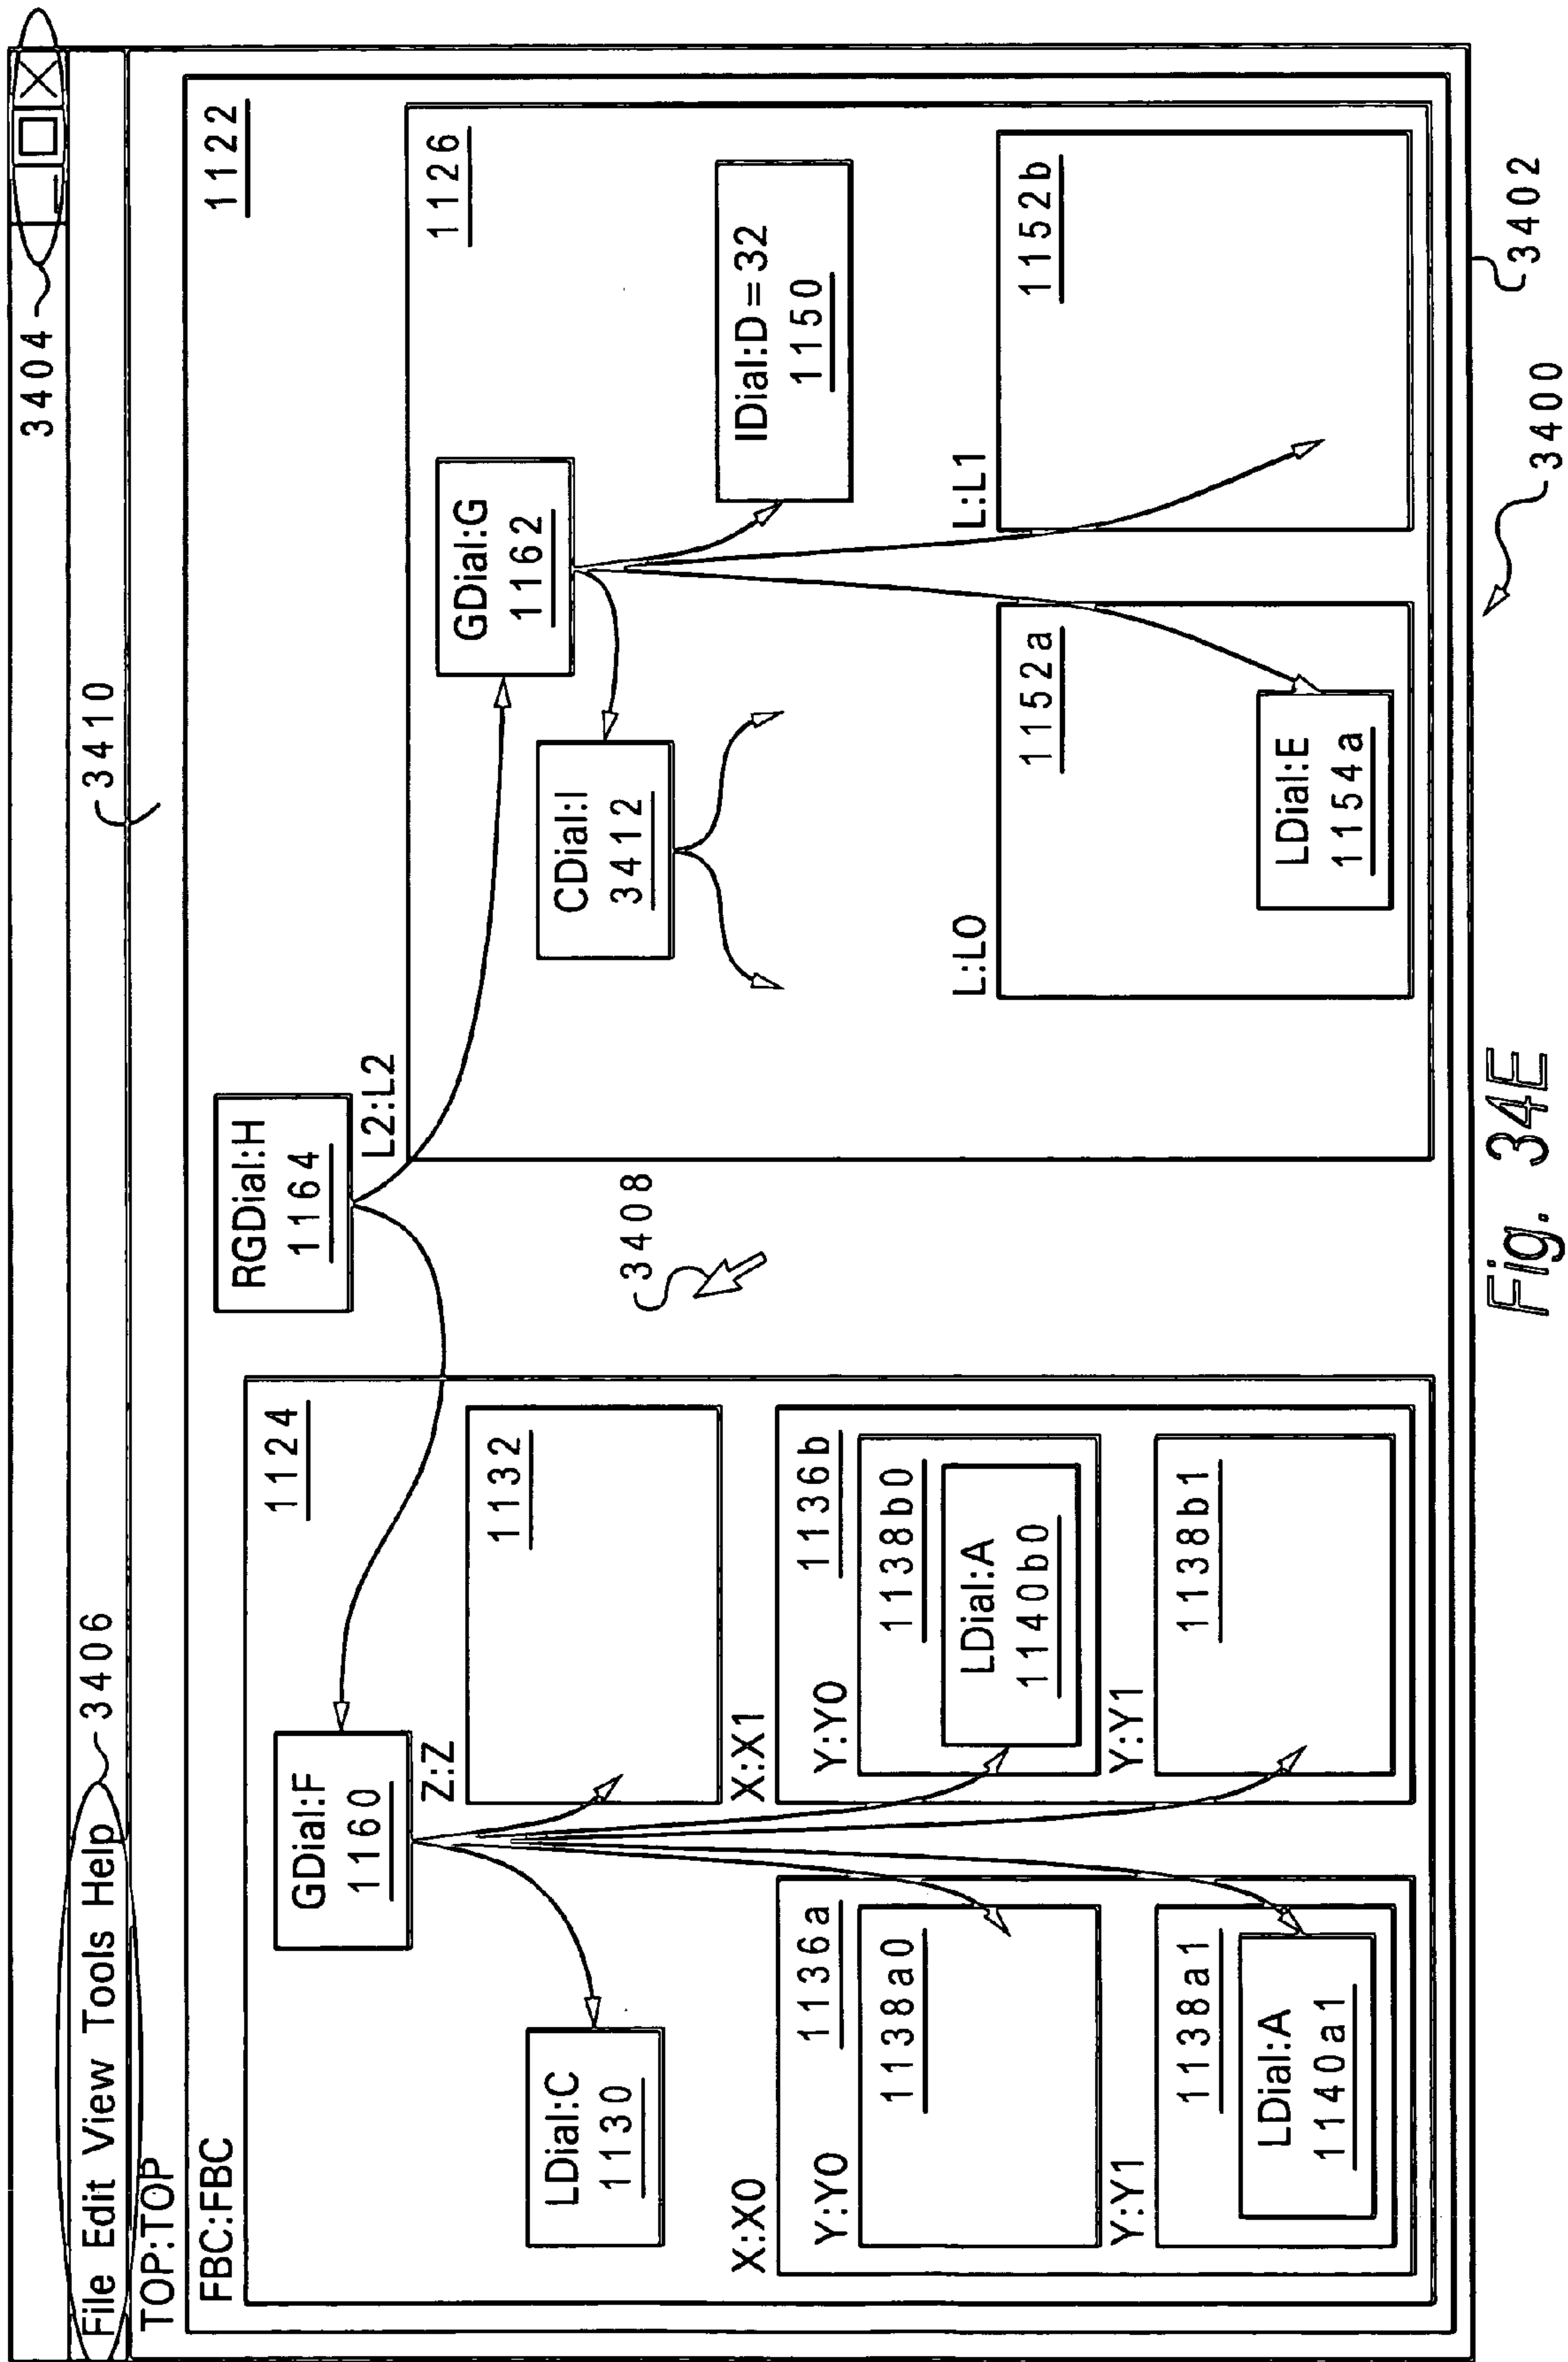 3404
File Edit View Tools Help
3406
3410
TOP:TOP
1122
FBC:FBC
RGDial:H
1164
1124
GDial:F
1160
L2:L2
1126
GDial:G
1162
Z:Z
1132
LDial:C
1130
3408
CDial:I
3412
IDial:D = 32
1150
X:X0
1136a
Y:Y0
1138a0
Y:Y1
1138a1
LDial:A
1140a1
X:X1
1136b
Y:Y0
1138b0
LDial:A
1140b0
Y:Y1
1138b1
L:L0
1152a
LDial:E
1154a
L:L1
1152b
3402
3400
Fig. 34E